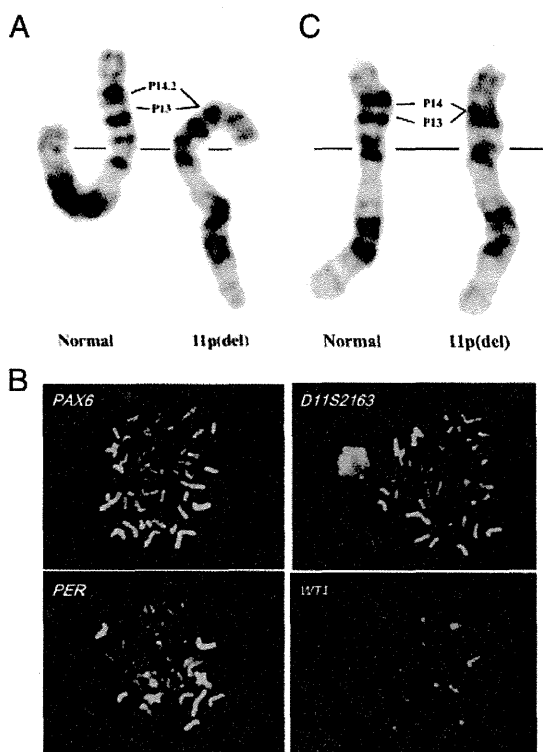 A
C
P14.2
P13
P14
P13
Normal
11p(del)
Normal
11p(del)
B
PAX6
D11S2163
PER
WT1